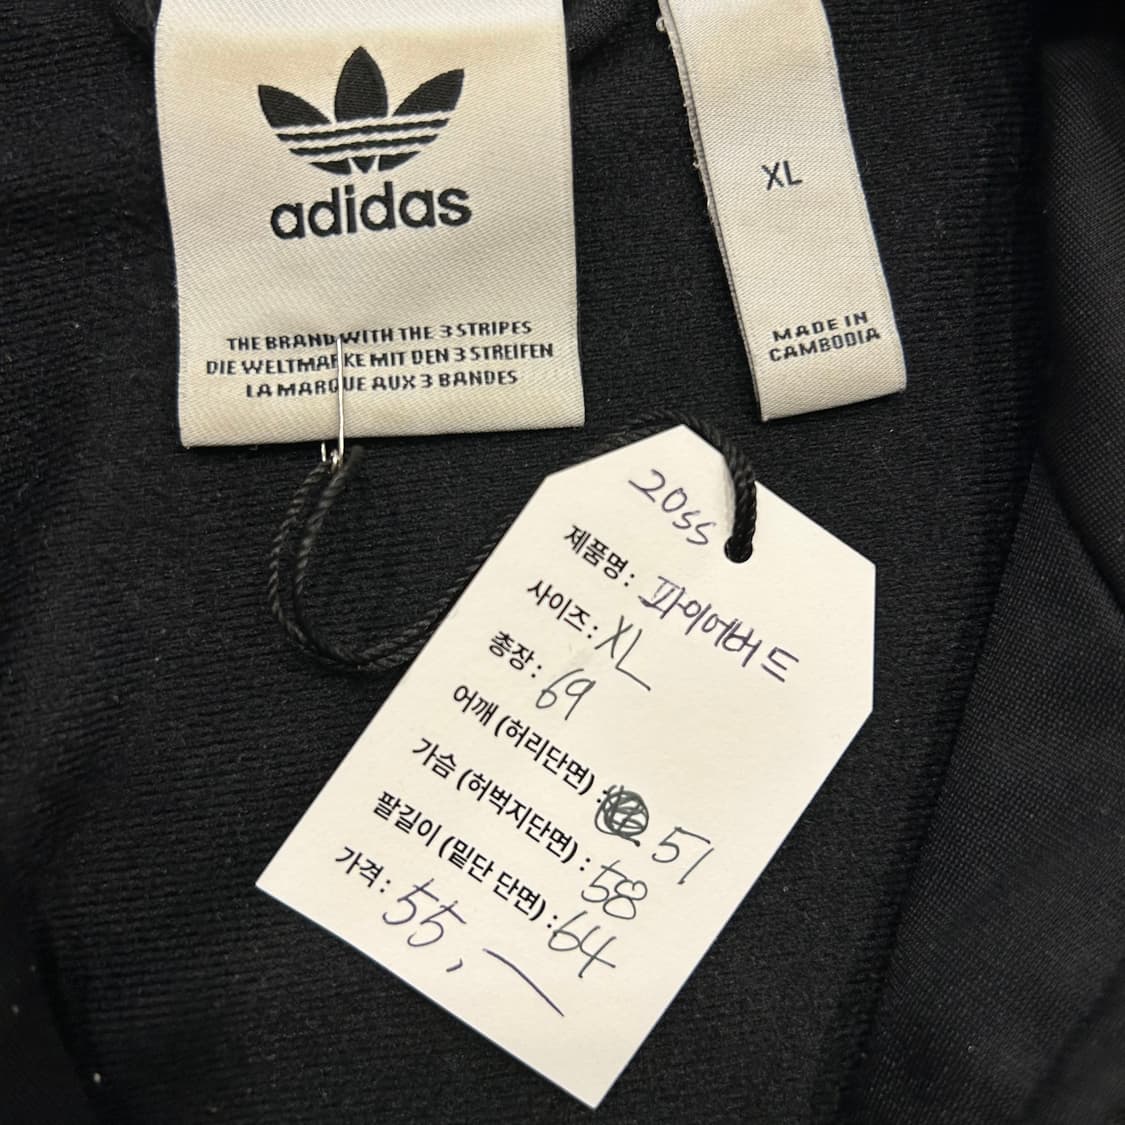 adidas
THE BRAND WITH THE 3 STRIPES
DIE WELTMARKE MIT DEN 3 STREIFEN
LA MARQUE AUX 3 BANDES
XL
MADE IN
CAMBODIA
20SS
제품명: 파이어버드
사이즈: XL
총장: 69
어깨 (허리단면) : 51
가슴 (허벅지단면) : 58
팔길이 (밑단 단면) : 64
가격: 55,—